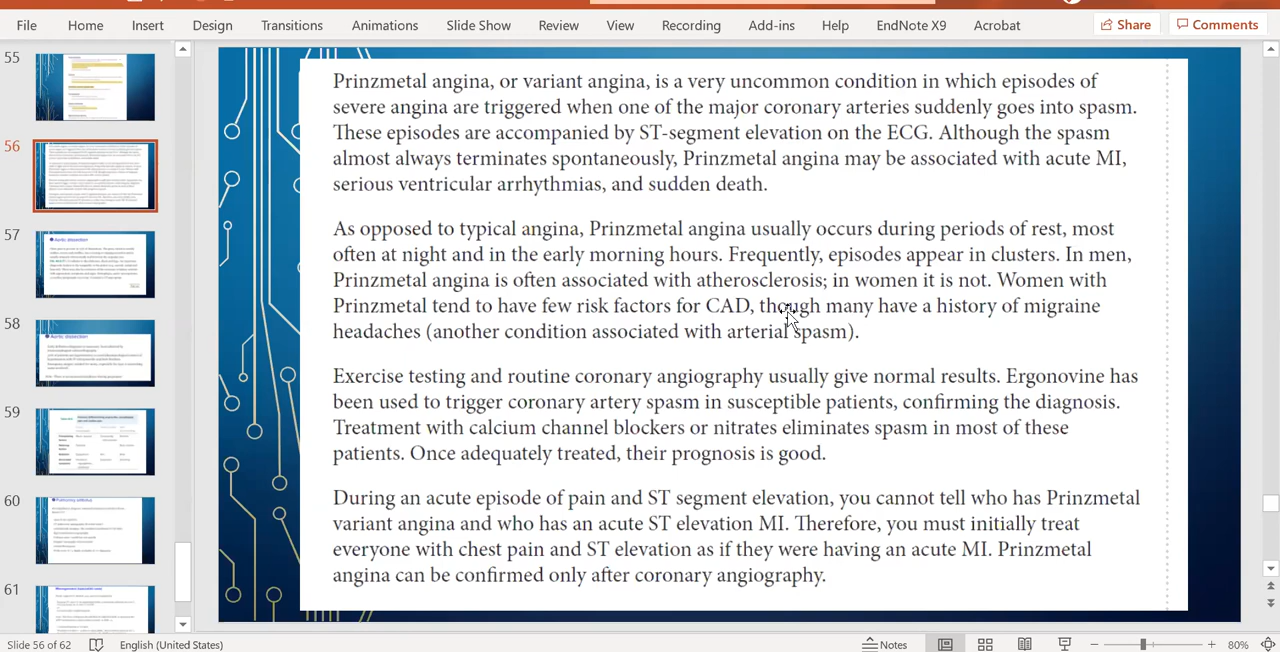 File Home Insert Design Transitions Animations Slide Show Review View Recording Add-ins Help EndNote X9 Acrobat Share Comments
55
56
57
58
59
60
61
Aortic dissection
Aortic dissection
Prinzmetal angina, or variant angina, is a very uncommon condition in which episodes of
severe angina are triggered when one of the major coronary arteries suddenly goes into spasm.
These episodes are accompanied by ST-segment elevation on the ECG. Although the spasm
almost always terminates spontaneously, Prinzmetal angina may be associated with acute MI,
serious ventricular arrhythmias, and sudden death.
As opposed to typical angina, Prinzmetal angina usually occurs during periods of rest, most
often at night and in the early morning hours. Frequently, episodes appear in clusters. In men,
Prinzmetal angina is often associated with atherosclerosis; in women it is not. Women with
Prinzmetal tend to have few risk factors for CAD, though many have a history of migraine
headaches (another condition associated with arterial spasm).
Exercise testing and routine coronary angiography usually give normal results. Ergonovine has
been used to trigger coronary artery spasm in susceptible patients, confirming the diagnosis.
Treatment with calcium channel blockers or nitrates eliminates spasm in most of these
patients. Once adequately treated, their prognosis is good.
During an acute episode of pain and ST segment elevation, you cannot tell who has Prinzmetal
variant angina and who has an acute ST elevation MI. Therefore, you must initially treat
everyone with chest pain and ST elevation as if they were having an acute MI. Prinzmetal
angina can be confirmed only after coronary angiography.
Slide 56 of 62 English (United States) Notes 80%